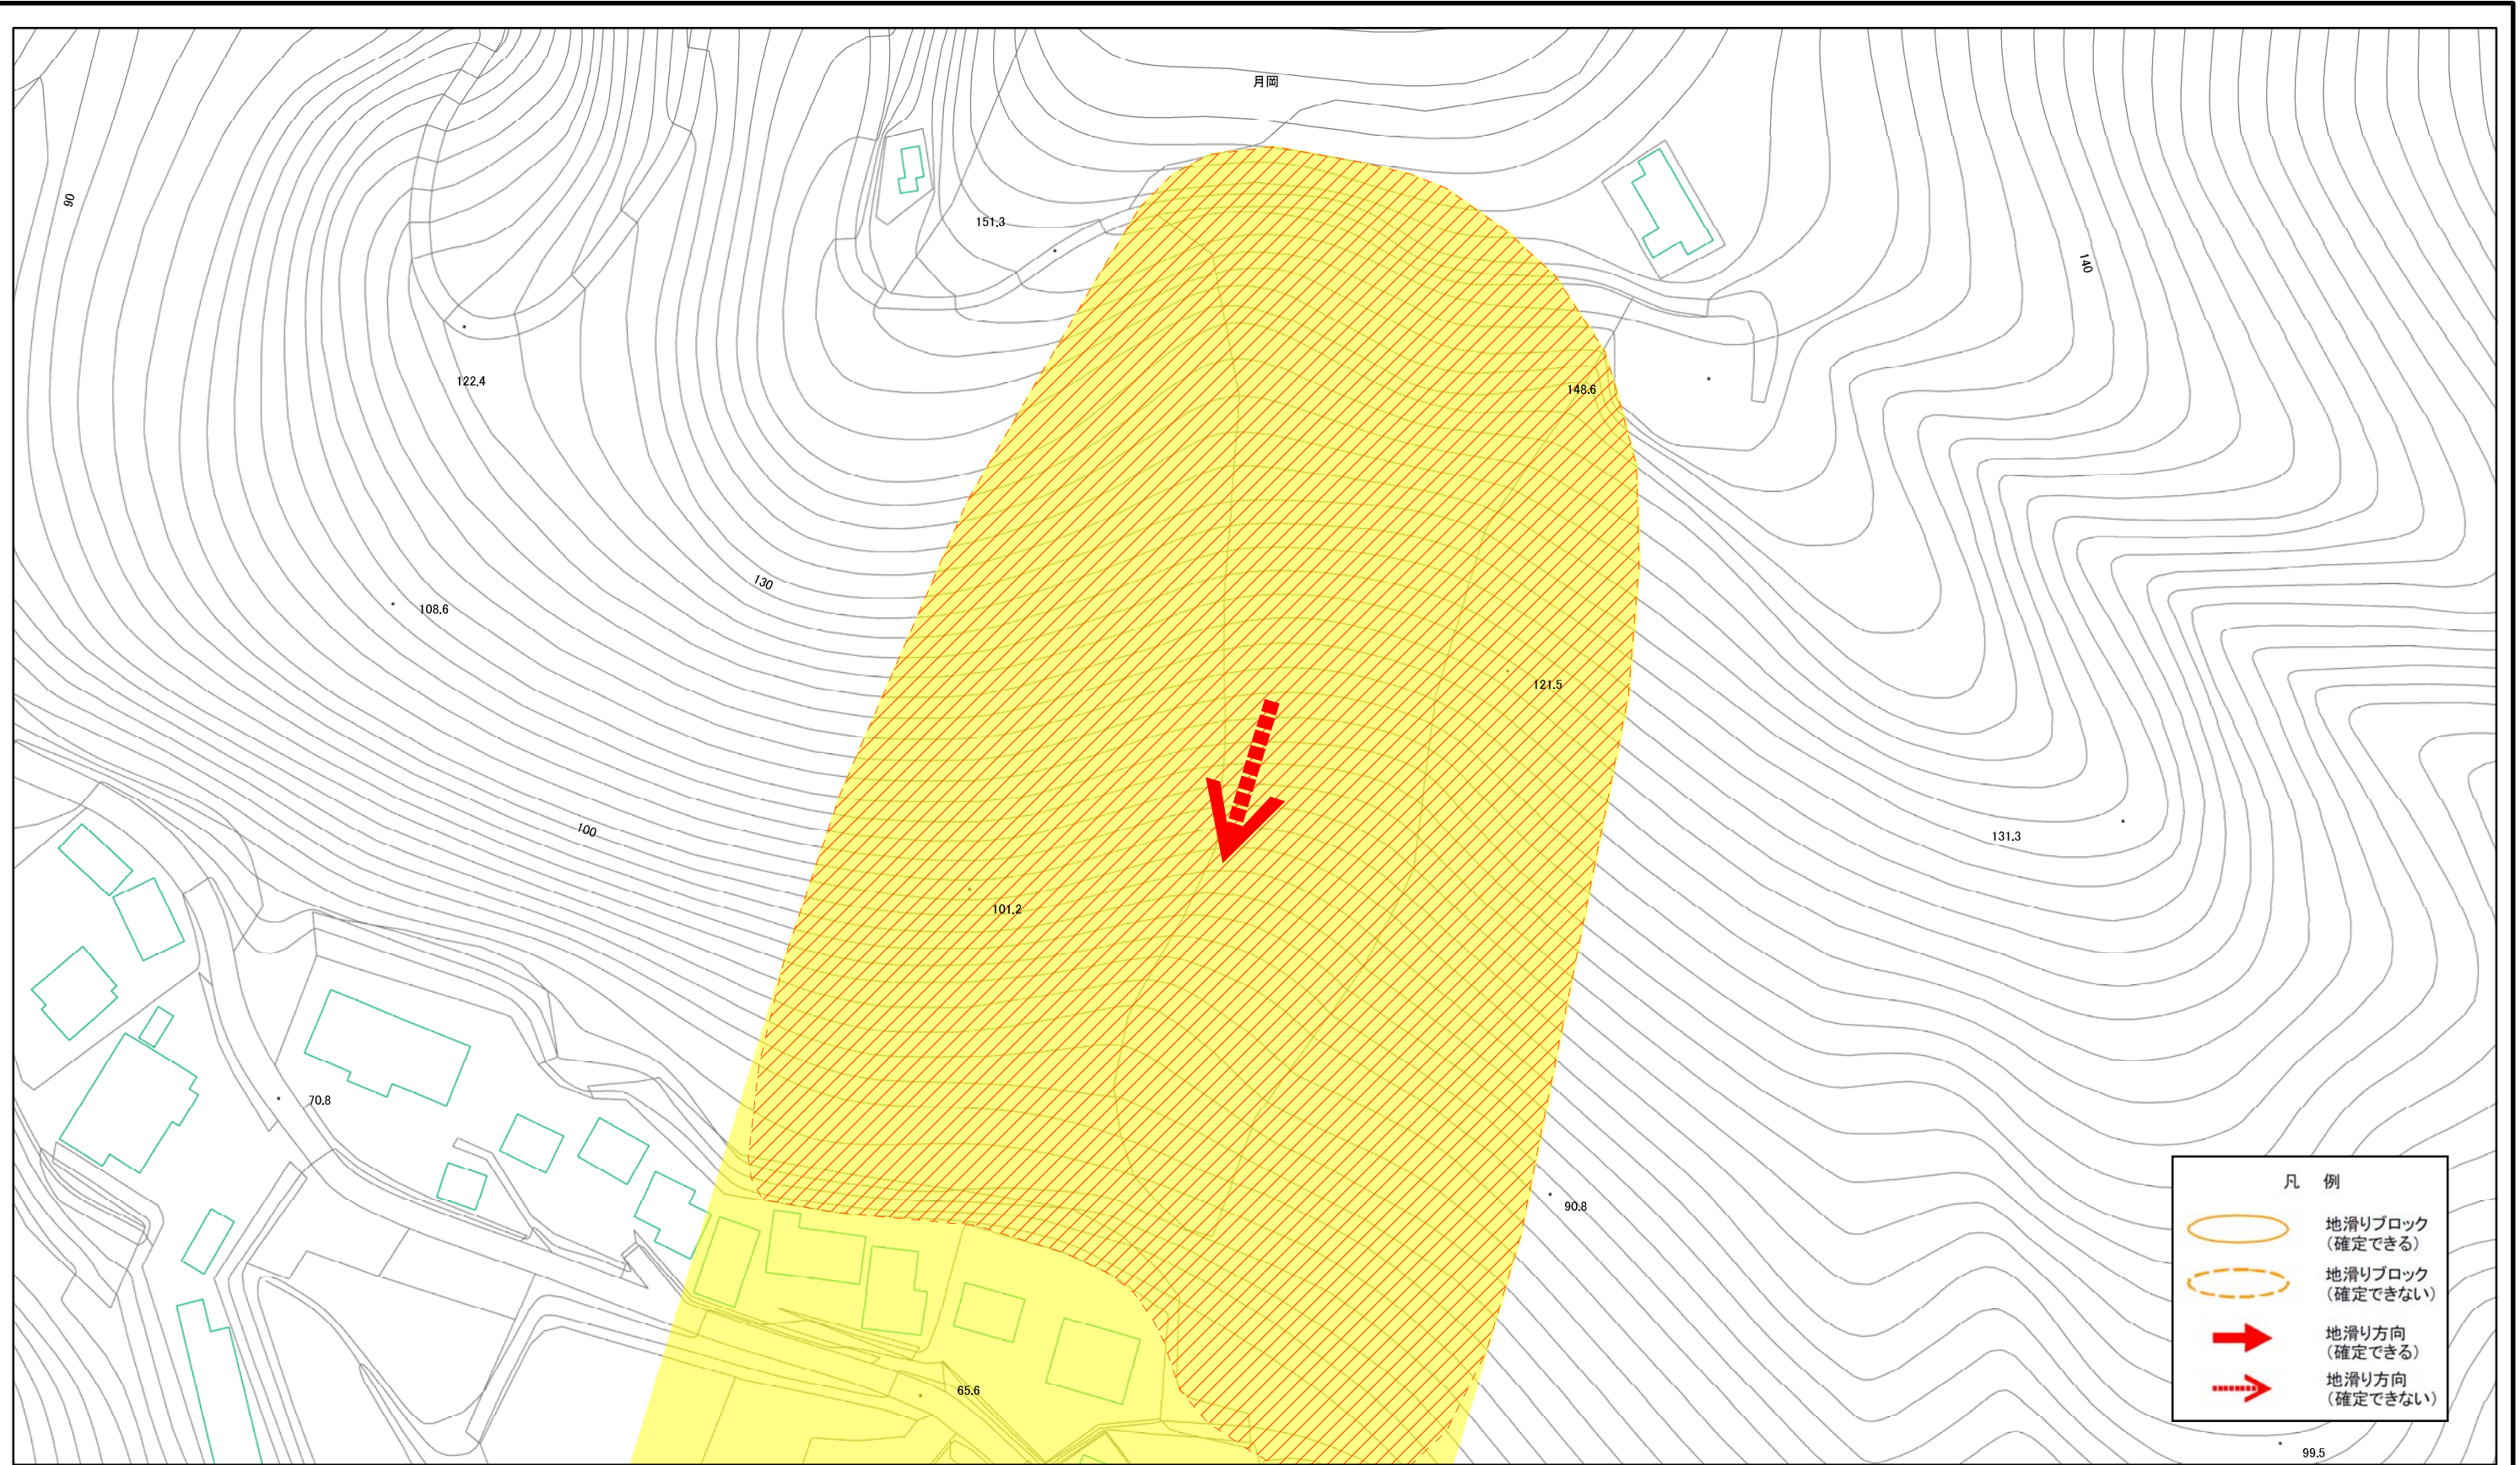 月岡
90
151.3
140
122.4
148.6
130
108.6
121.5
100
131.3
101.2
70.8
90.8
65.6
99.5
凡 例
地滑りブロック
(確定できる)
地滑りブロック
(確定できない)
地滑り方向
(確定できる)
地滑り方向
(確定できない)